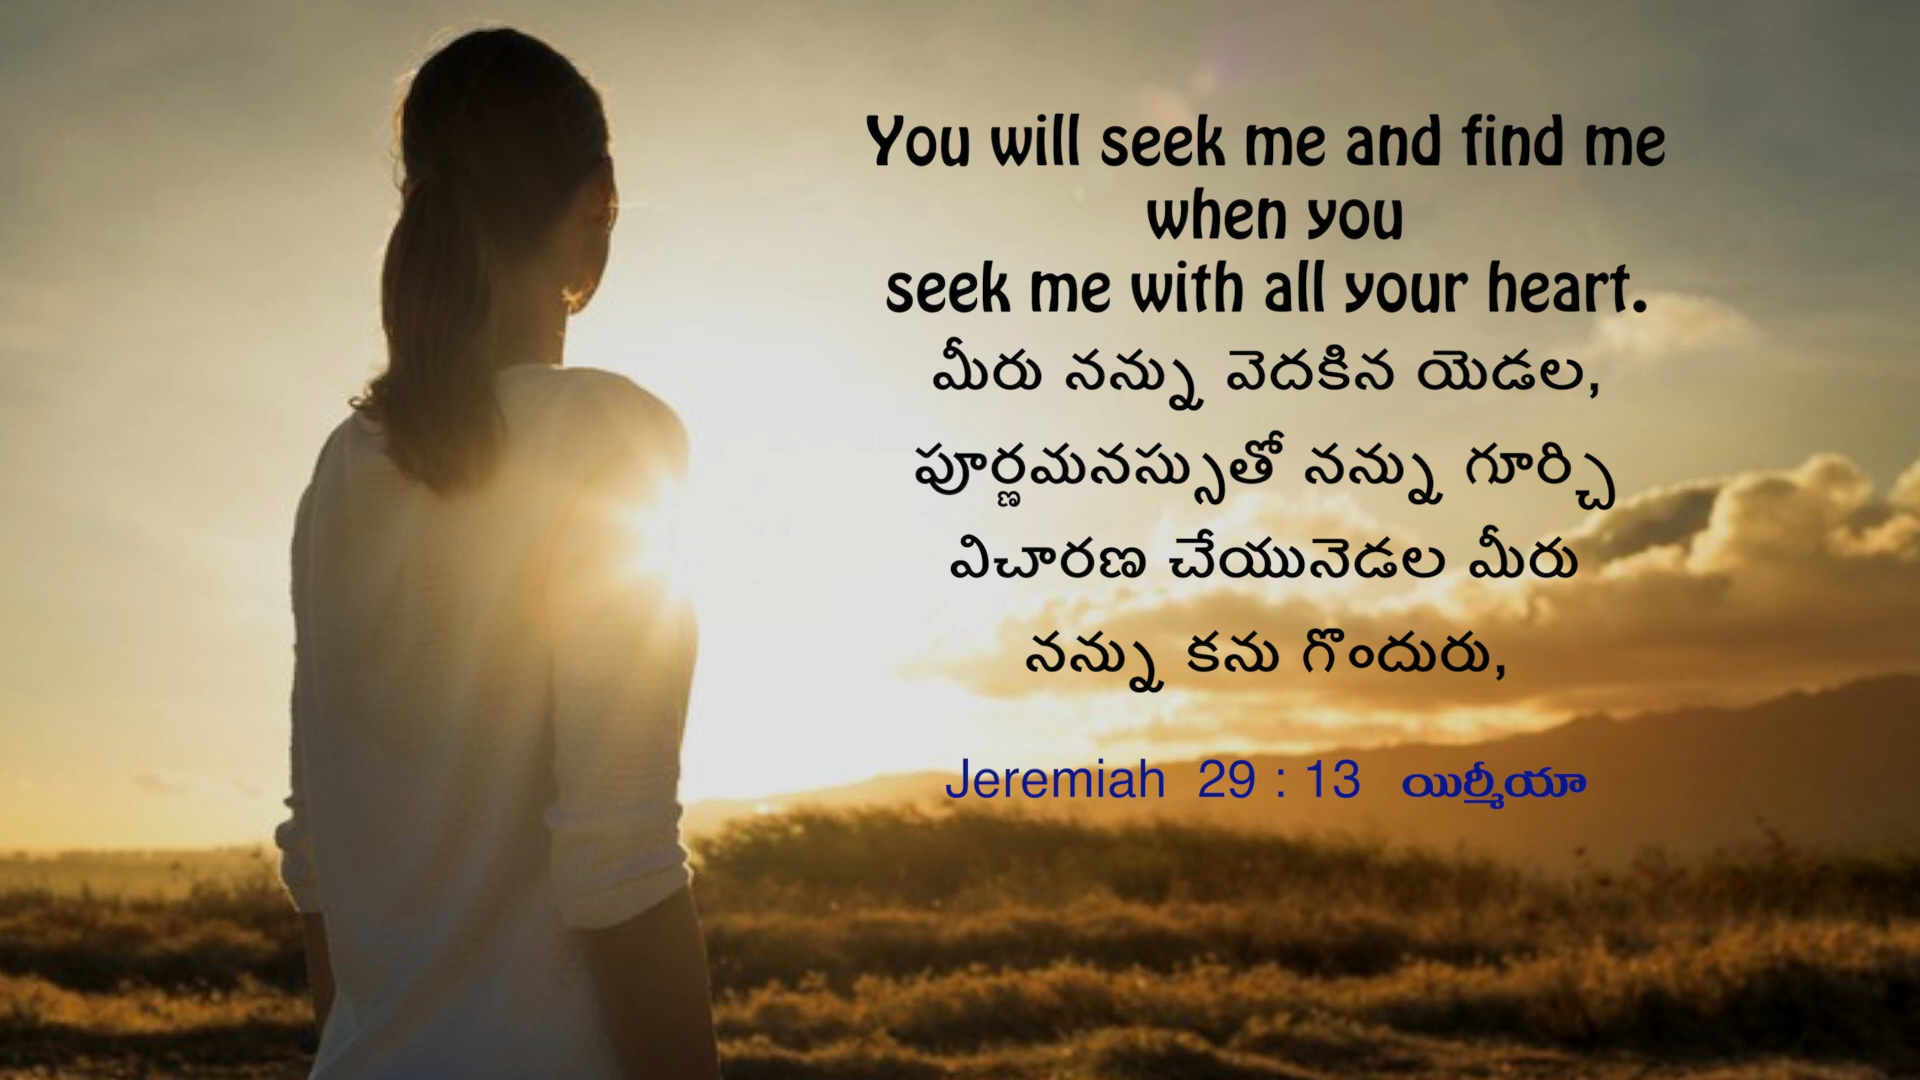 You will seek me and find me
when you
seek me with all your heart.
మీరు నన్ను వెదకిన యెడల,
పూర్ణమనస్సుతో నన్ను గూర్చి
విచారణ చేయునెడల మీరు
నన్ను కను గొందురు,
Jeremiah 29 : 13 యిర్మీయా